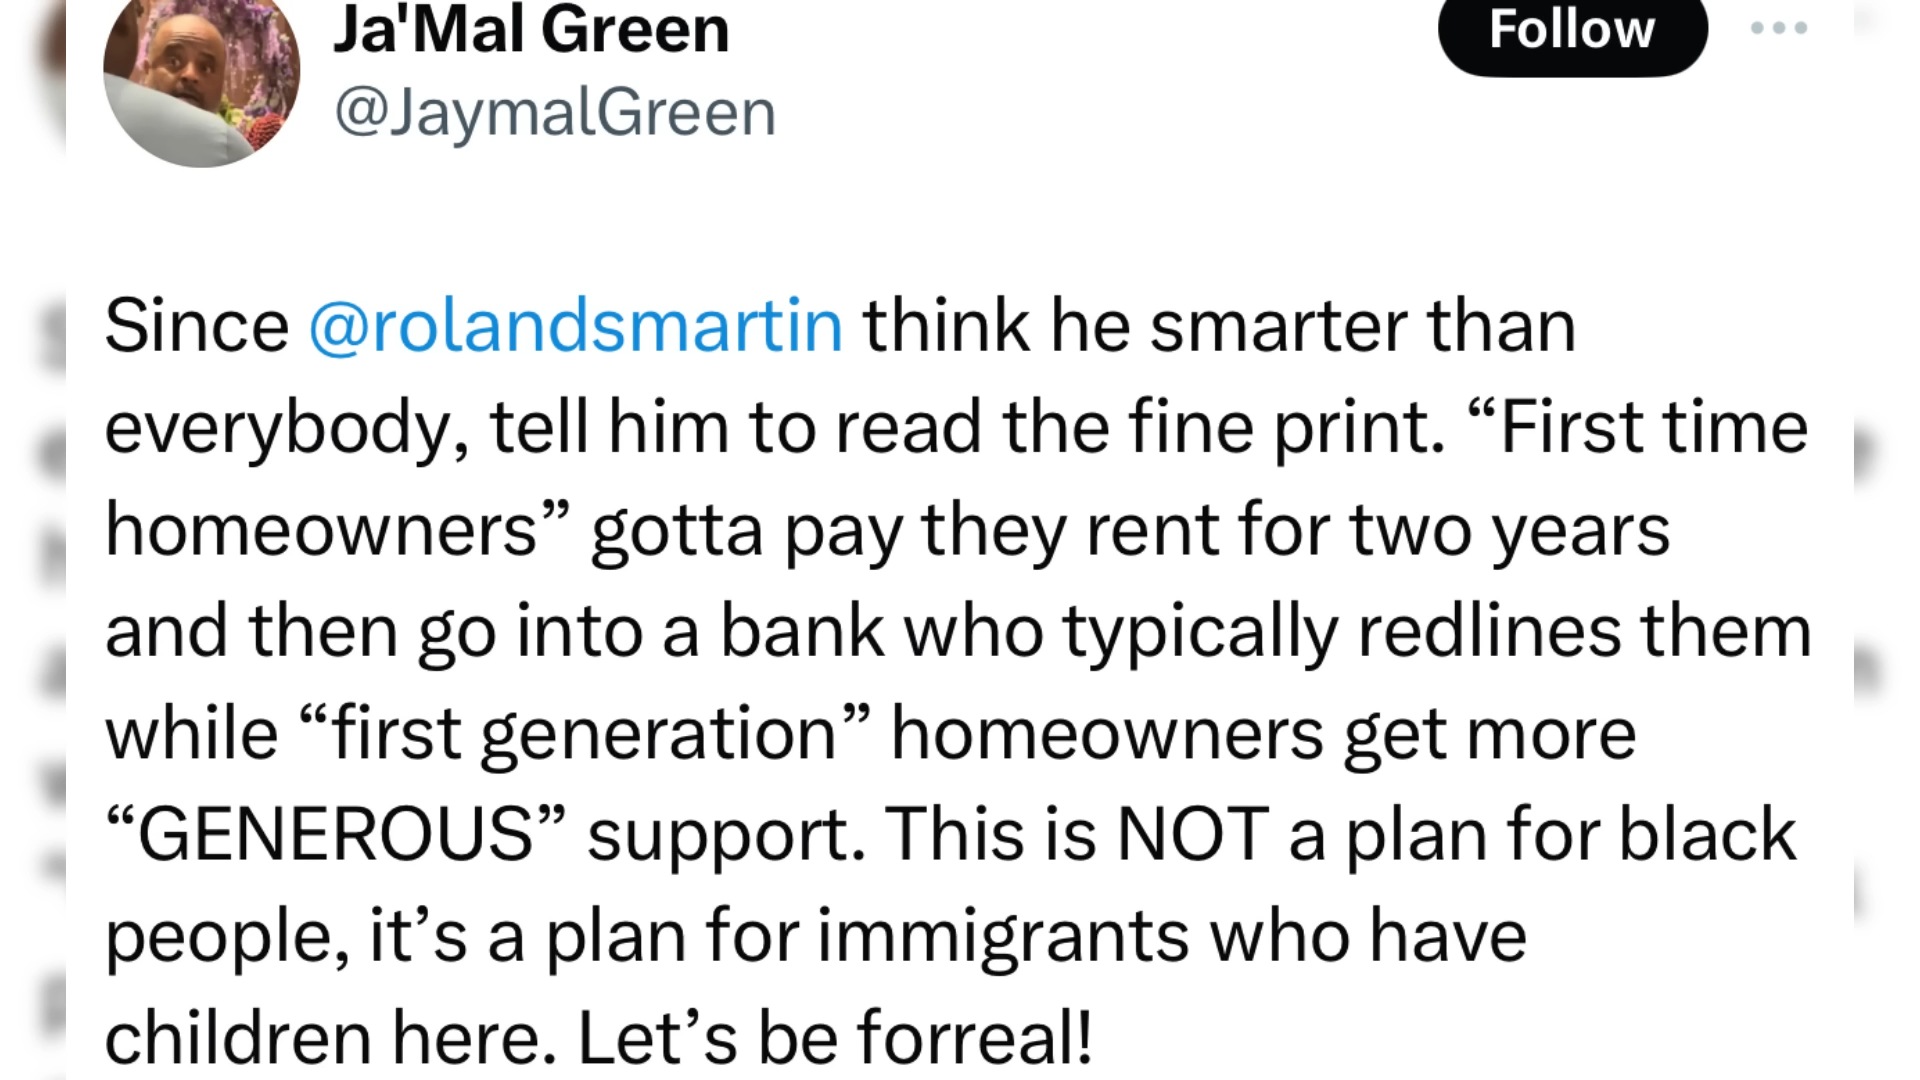 Ja'Mal Green
Follow
@JaymalGreen
Since @rolandsmartin think he smarter than
everybody, tell him to read the fine print. “First time
homeowners” gotta pay they rent for two years
and then go into a bank who typically redlines them
while “first generation” homeowners get more
“GENEROUS” support. This is NOT a plan for black
people, it’s a plan for immigrants who have
children here. Let’s be forreal!